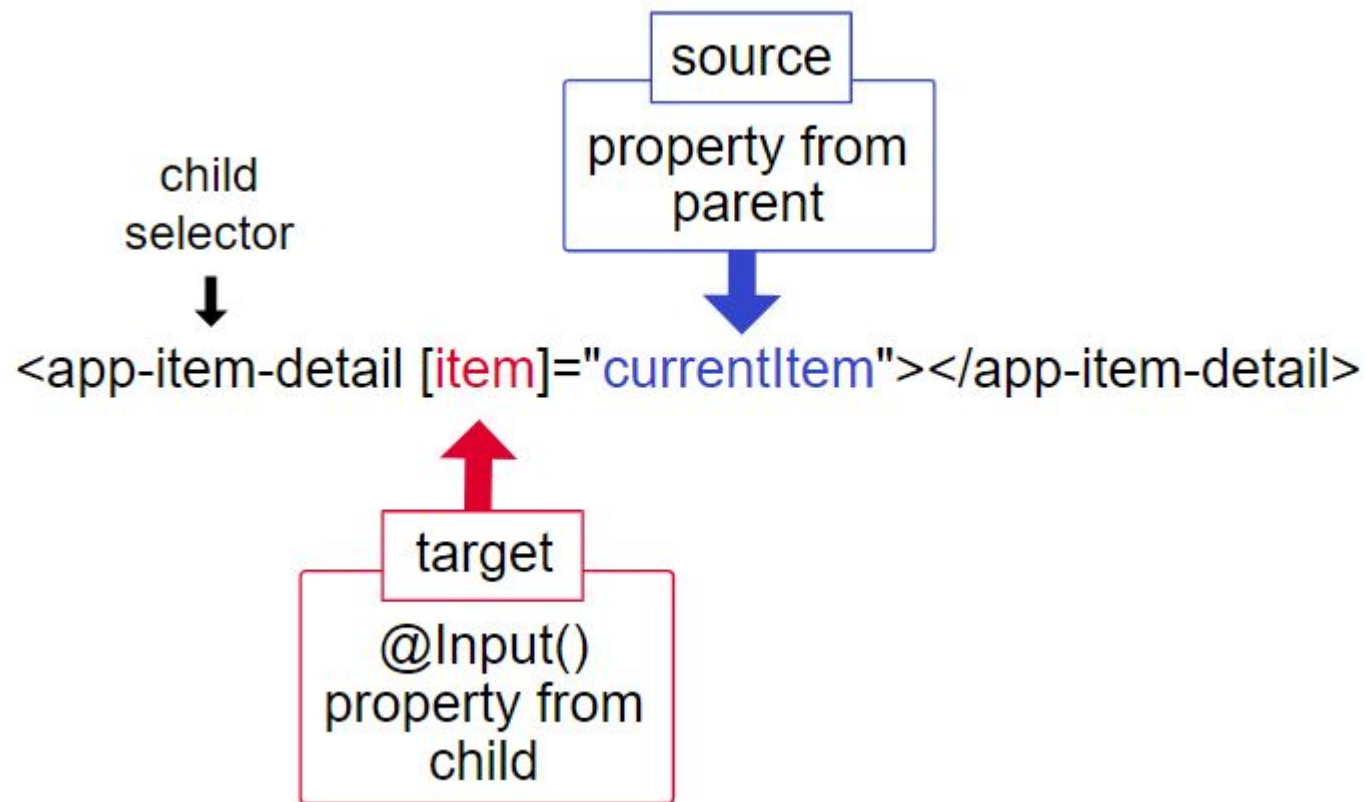 source
property from
parent
child
selector
<app-item-detail [item]="currentItem"></app-item-detail>
target
@Input()
property from
child